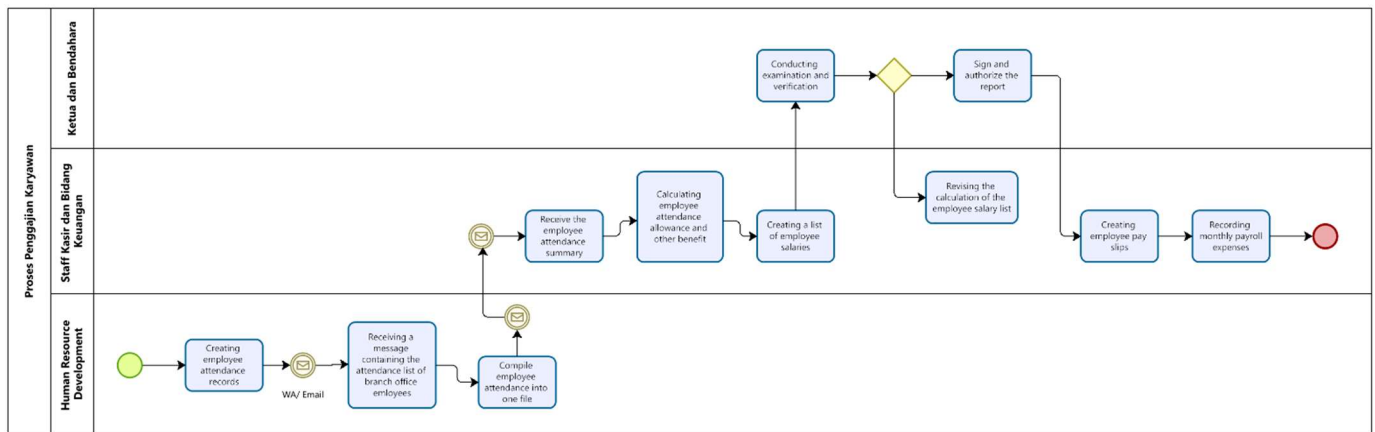 Proses Penggajian Karyawan
Ketua dan Bendahara
Conducting
examination and
verification
Sign and
authorize the
report
Staff Kasir dan Bidang
Keuangan
Receive the
employee
attendance
summary
Calculating
employee
attendance
allowance and
other benefit
Creating a list
of employee
salaries
Revising the
calculation of the
employee salary list
Creating
employee pay
slips
Recording
monthly payroll
expenses
Human Resource
Development
Creating
employee
attendance
records
WA/ Email
Receiving a
message
containing the
attendance list of
branch office
emloyees
Compile
employee
attendance into
one file